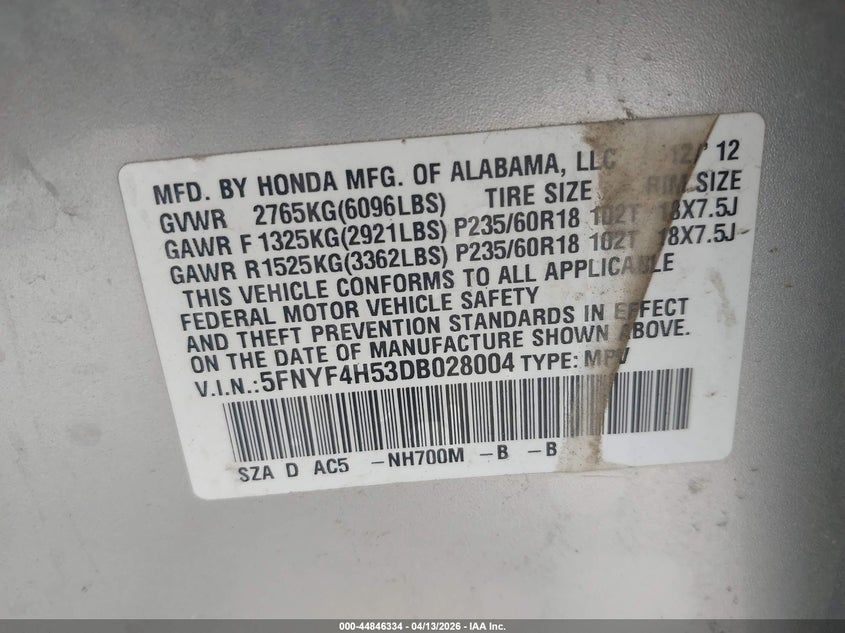 MFD. BY HONDA MFG. OF ALABAMA, LLC 12/' 12
GVWR 2765KG(6096LBS) TIRE SIZE RIM SIZE
GAWR F 1325KG(2921LBS) P235/60R18 102T 18X7.5J
GAWR R1525KG(3362LBS) P235/60R18 102T 18X7.5J
THIS VEHICLE CONFORMS TO ALL APPLICABLE
FEDERAL MOTOR VEHICLE SAFETY
AND THEFT PREVENTION STANDARDS IN EFFECT
ON THE DATE OF MANUFACTURE SHOWN ABOVE.
V.I.N.:5FNYF4H53DB028004 TYPE: MPV
SZA D AC5 -NH700M -B -B
000-44846334 - 04/13/2026 - IAA Inc.